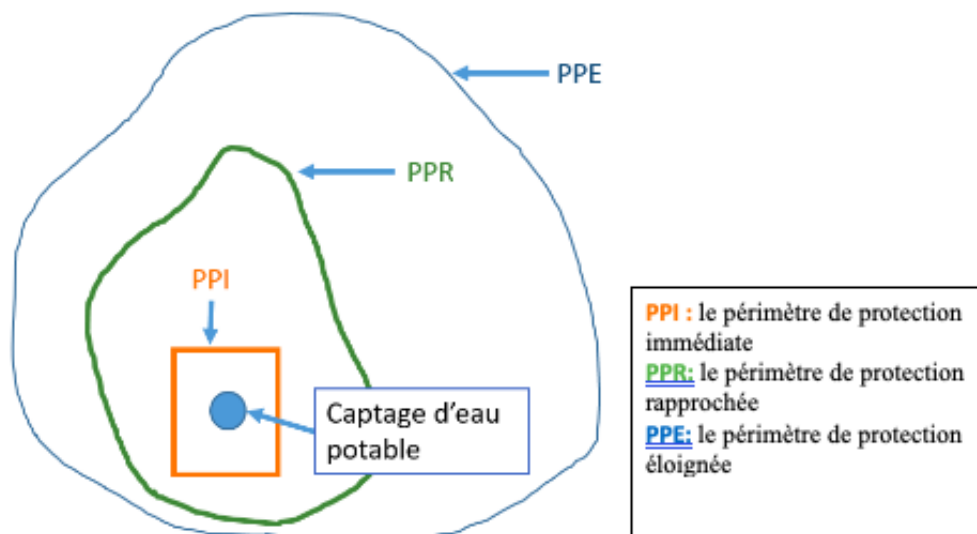 PPE
PPR
PPI
Captage d'eau
potable
PPI : le périmètre de protection
immédiate
PPR: le périmètre de protection
rapprochée
PPE: le périmètre de protection
éloignée